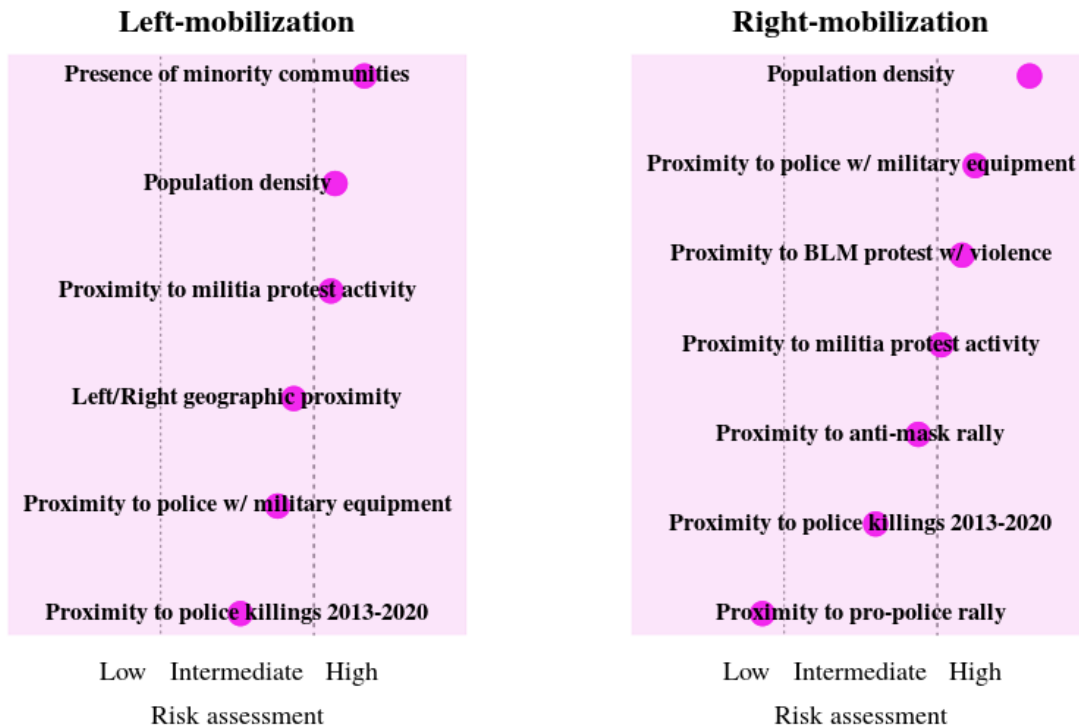 Left-mobilization
Presence of minority communities
Population density
Proximity to militia protest activity
Left/Right geographic proximity
Proximity to police w/ military equipment
Proximity to police killings 2013-2020
Low Intermediate High
Risk assessment
Right-mobilization
Population density
Proximity to police w/ military equipment
Proximity to BLM protest w/ violence
Proximity to militia protest activity
Proximity to anti-mask rally
Proximity to police killings 2013-2020
Proximity to pro-police rally
Low Intermediate High
Risk assessment